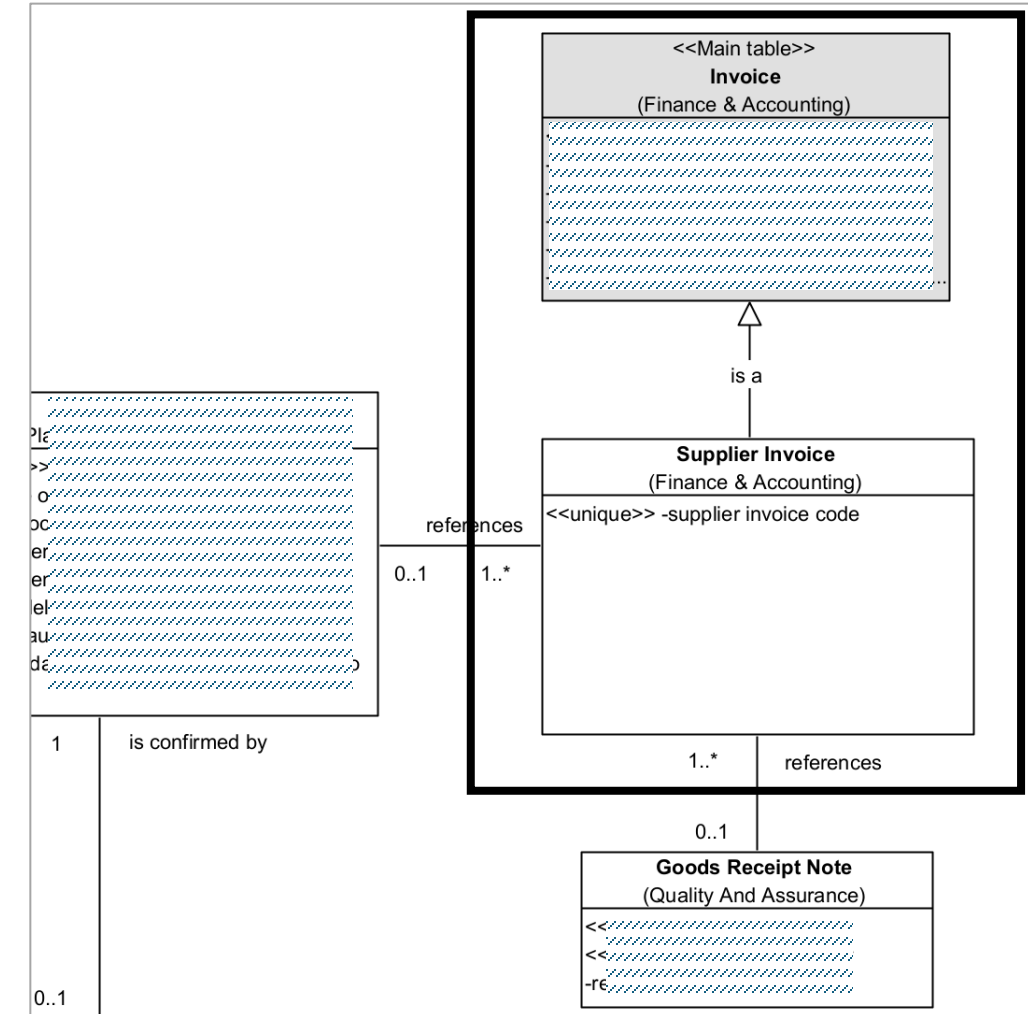 <<Main table>>
Invoice
(Finance & Accounting)
...
is a
Supplier Invoice
(Finance & Accounting)
<<unique>> -supplier invoice code
>>
references
0..1
1..*
1
is confirmed by
1..*
references
0..1
Goods Receipt Note
(Quality And Assurance)
<<
<<
0..1